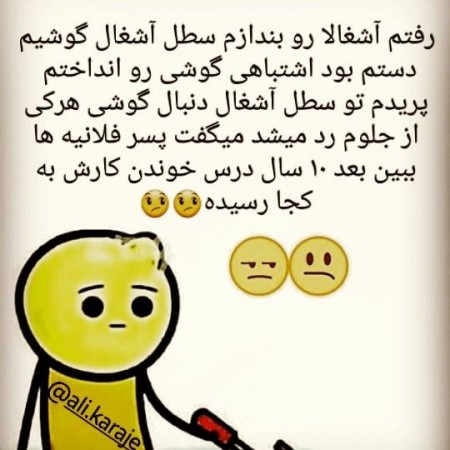 رفتم آشغالا رو بندازم سطل آشغال گوشیم
دستم بود اشتباهی گوشی رو انداختم
پریدم تو سطل آشغال دنبال گوشی هرکی
از جلوم رد میشد میگفت پسر فلانیه ها
ببین بعد ۱۰ سال درس خوندن کارش به
کجا رسیده😟😟
@ali.karaje